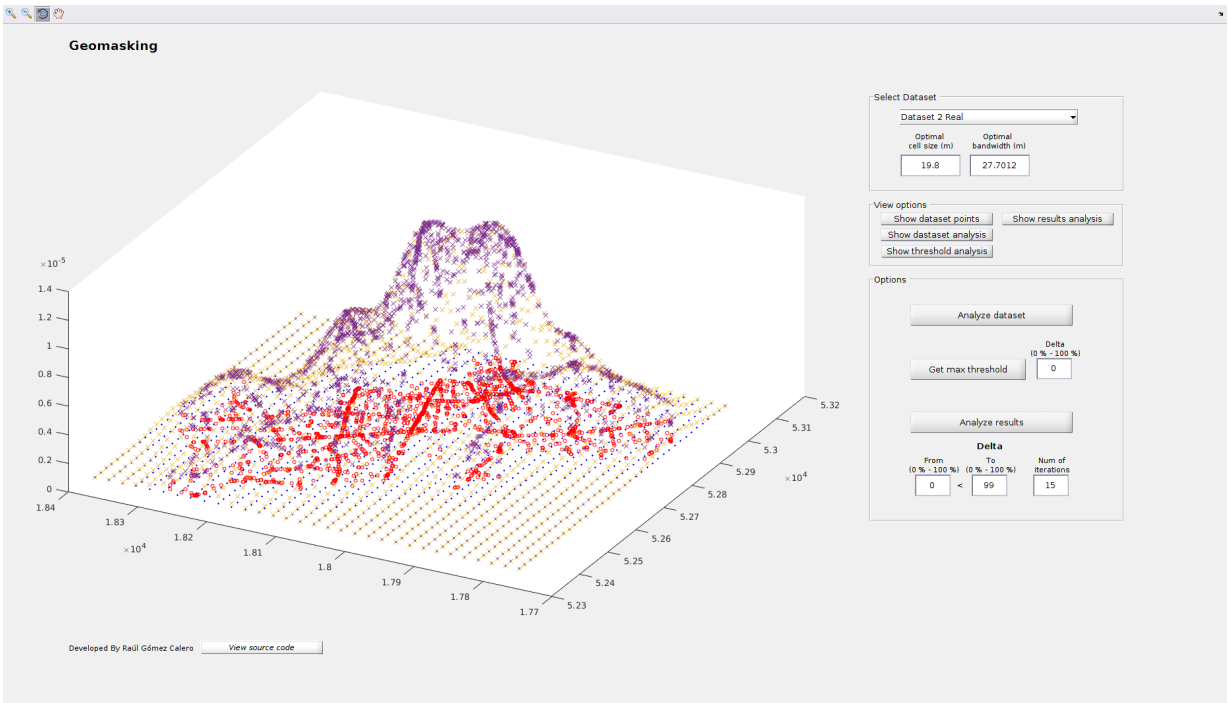 Geomasking
×10-5
1.4
1.2
1
0.8
0.6
0.4
0.2
0
1.84
1.83
1.82
1.81
1.8
1.79
1.78
1.77
×104
5.32
5.31
5.3
5.29
5.28
5.27
5.26
5.25
5.24
5.23
×104
Select Dataset
Dataset 2 Real
Optimal cell size (m)
Optimal bandwidth (m)
19.8
27.7012
View options
Show dataset points
Show results analysis
Show dastaset analysis
Show threshold analysis
Options
Analyze dataset
Delta
(0 % - 100 %)
Get max threshold
0
Analyze results
Delta
From
(0 % - 100 %)
To
(0 % - 100 %)
Num of
iterations
0
<
99
15
Developed By Raúl Gómez Calero
View source code